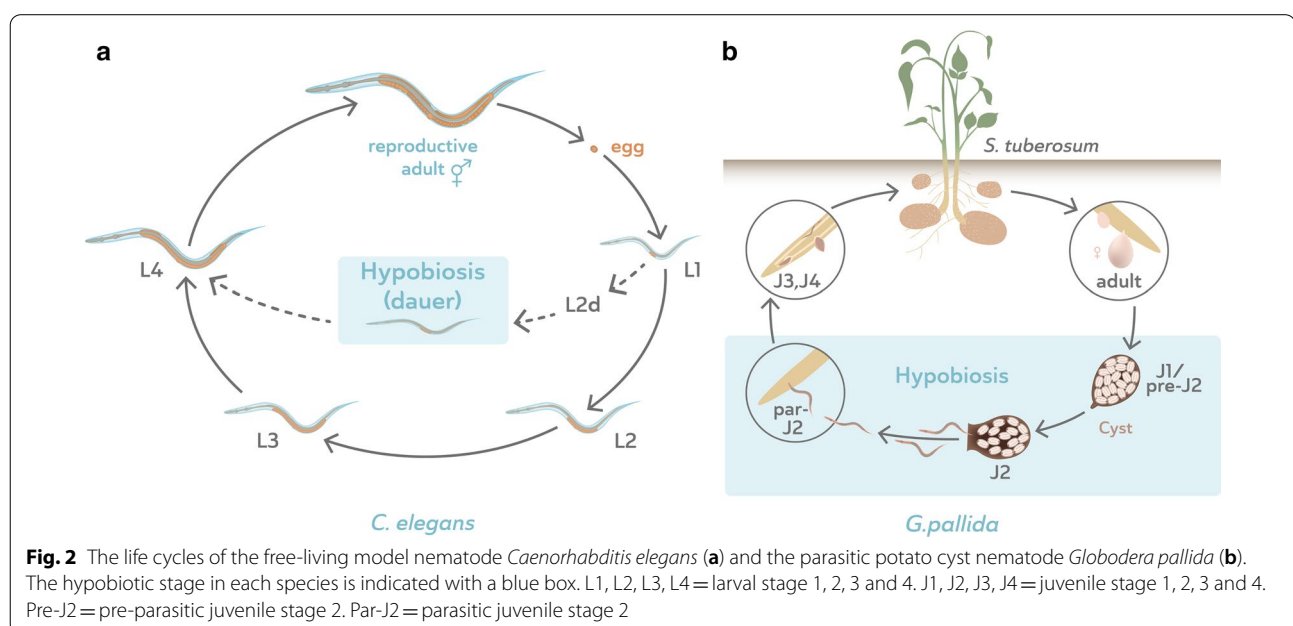 a
reproductive
adult ⚥
egg
L1
L2d
Hypobiosis
(dauer)
L4
L3
L2
C. elegans
b
S. tuberosum
J3,J4
♀
adult
Hypobiosis
J1/
pre-J2
Cyst
par-
J2
J2
G.pallida
Fig. 2 The life cycles of the free-living model nematode Caenorhabditis elegans (a) and the parasitic potato cyst nematode Globodera pallida (b).
The hypobiotic stage in each species is indicated with a blue box. L1, L2, L3, L4 = larval stage 1, 2, 3 and 4. J1, J2, J3, J4 = juvenile stage 1, 2, 3 and 4.
Pre-J2 = pre-parasitic juvenile stage 2. Par-J2 = parasitic juvenile stage 2